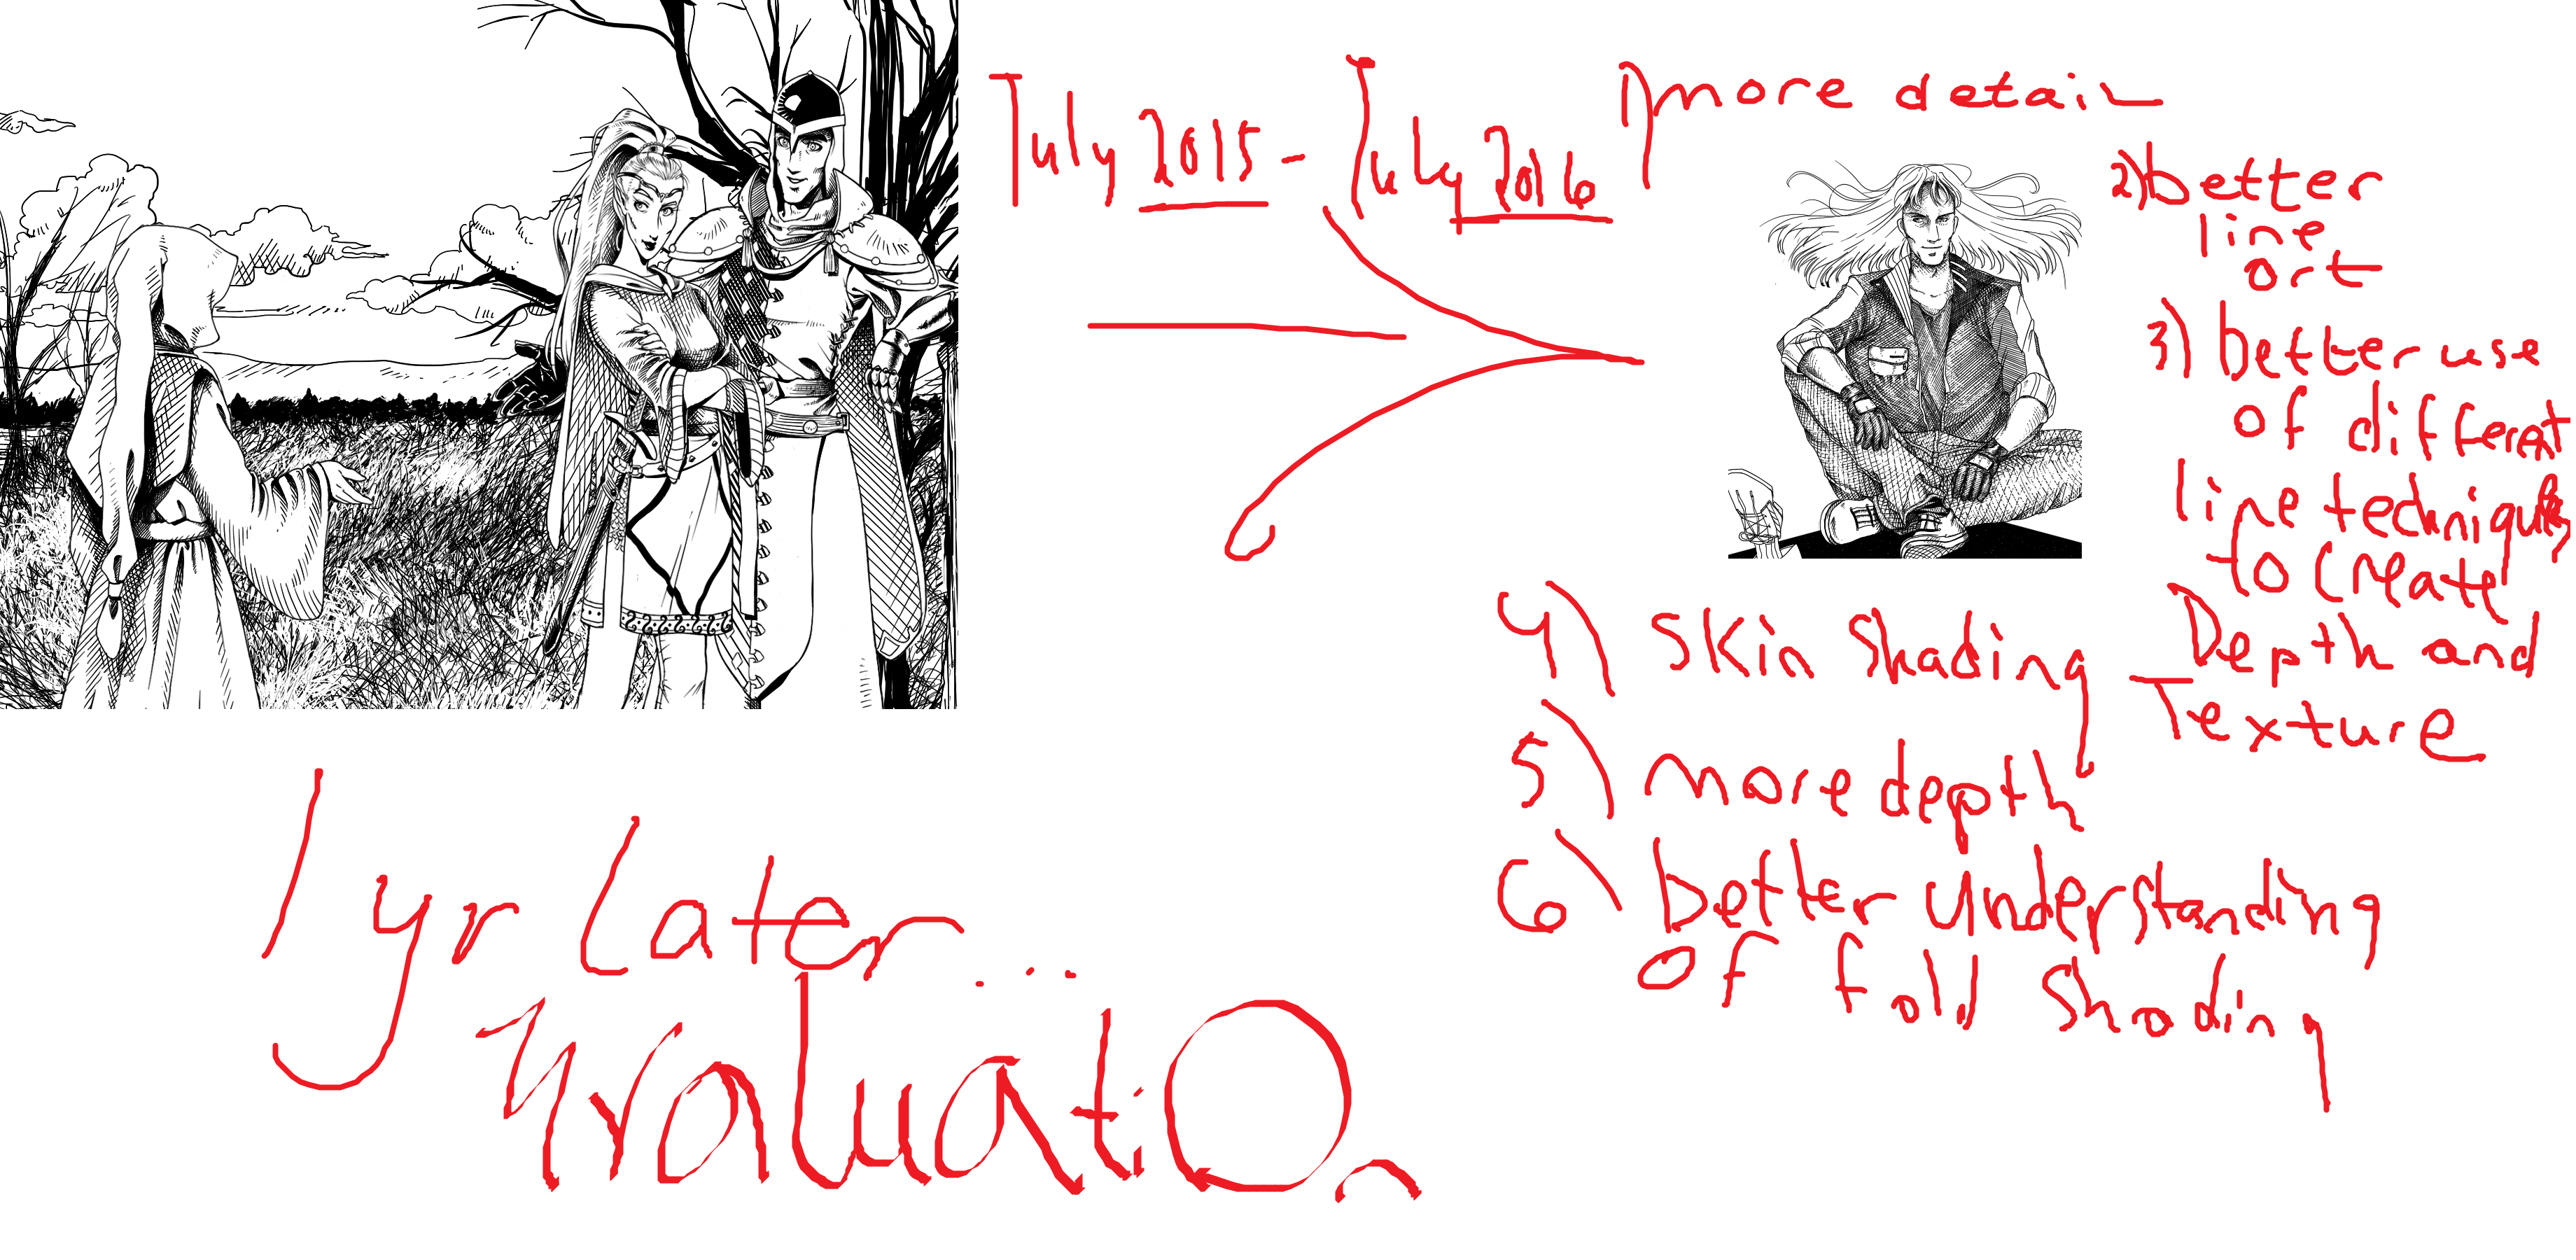 July 2015 - July 2016
1) more detail
2) better
line
art
3) better use
of different
line techniques
to create
Depth and
Texture
4) Skin Shading
5) more depth
6) better understanding
of fold shading
1 yr later...